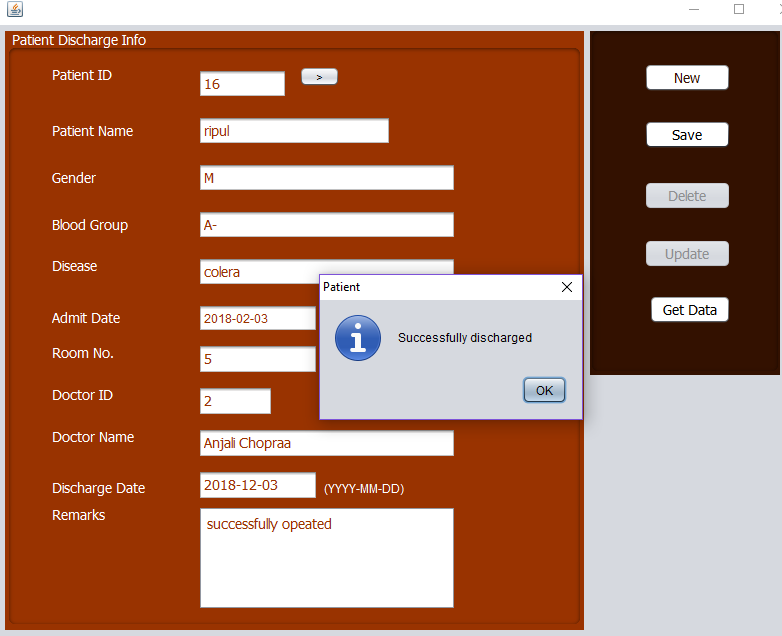 Patient Discharge Info
Patient ID 16 >
New
Patient Name ripul
Save
Gender M
Delete
Blood Group A-
Update
Disease colera
Patient
Get Data
Admit Date 2018-02-03
Successfully discharged
Room No. 5
OK
Doctor ID 2
Doctor Name Anjali Chopraa
Discharge Date 2018-12-03 (YYYY-MM-DD)
Remarks successfully opeated